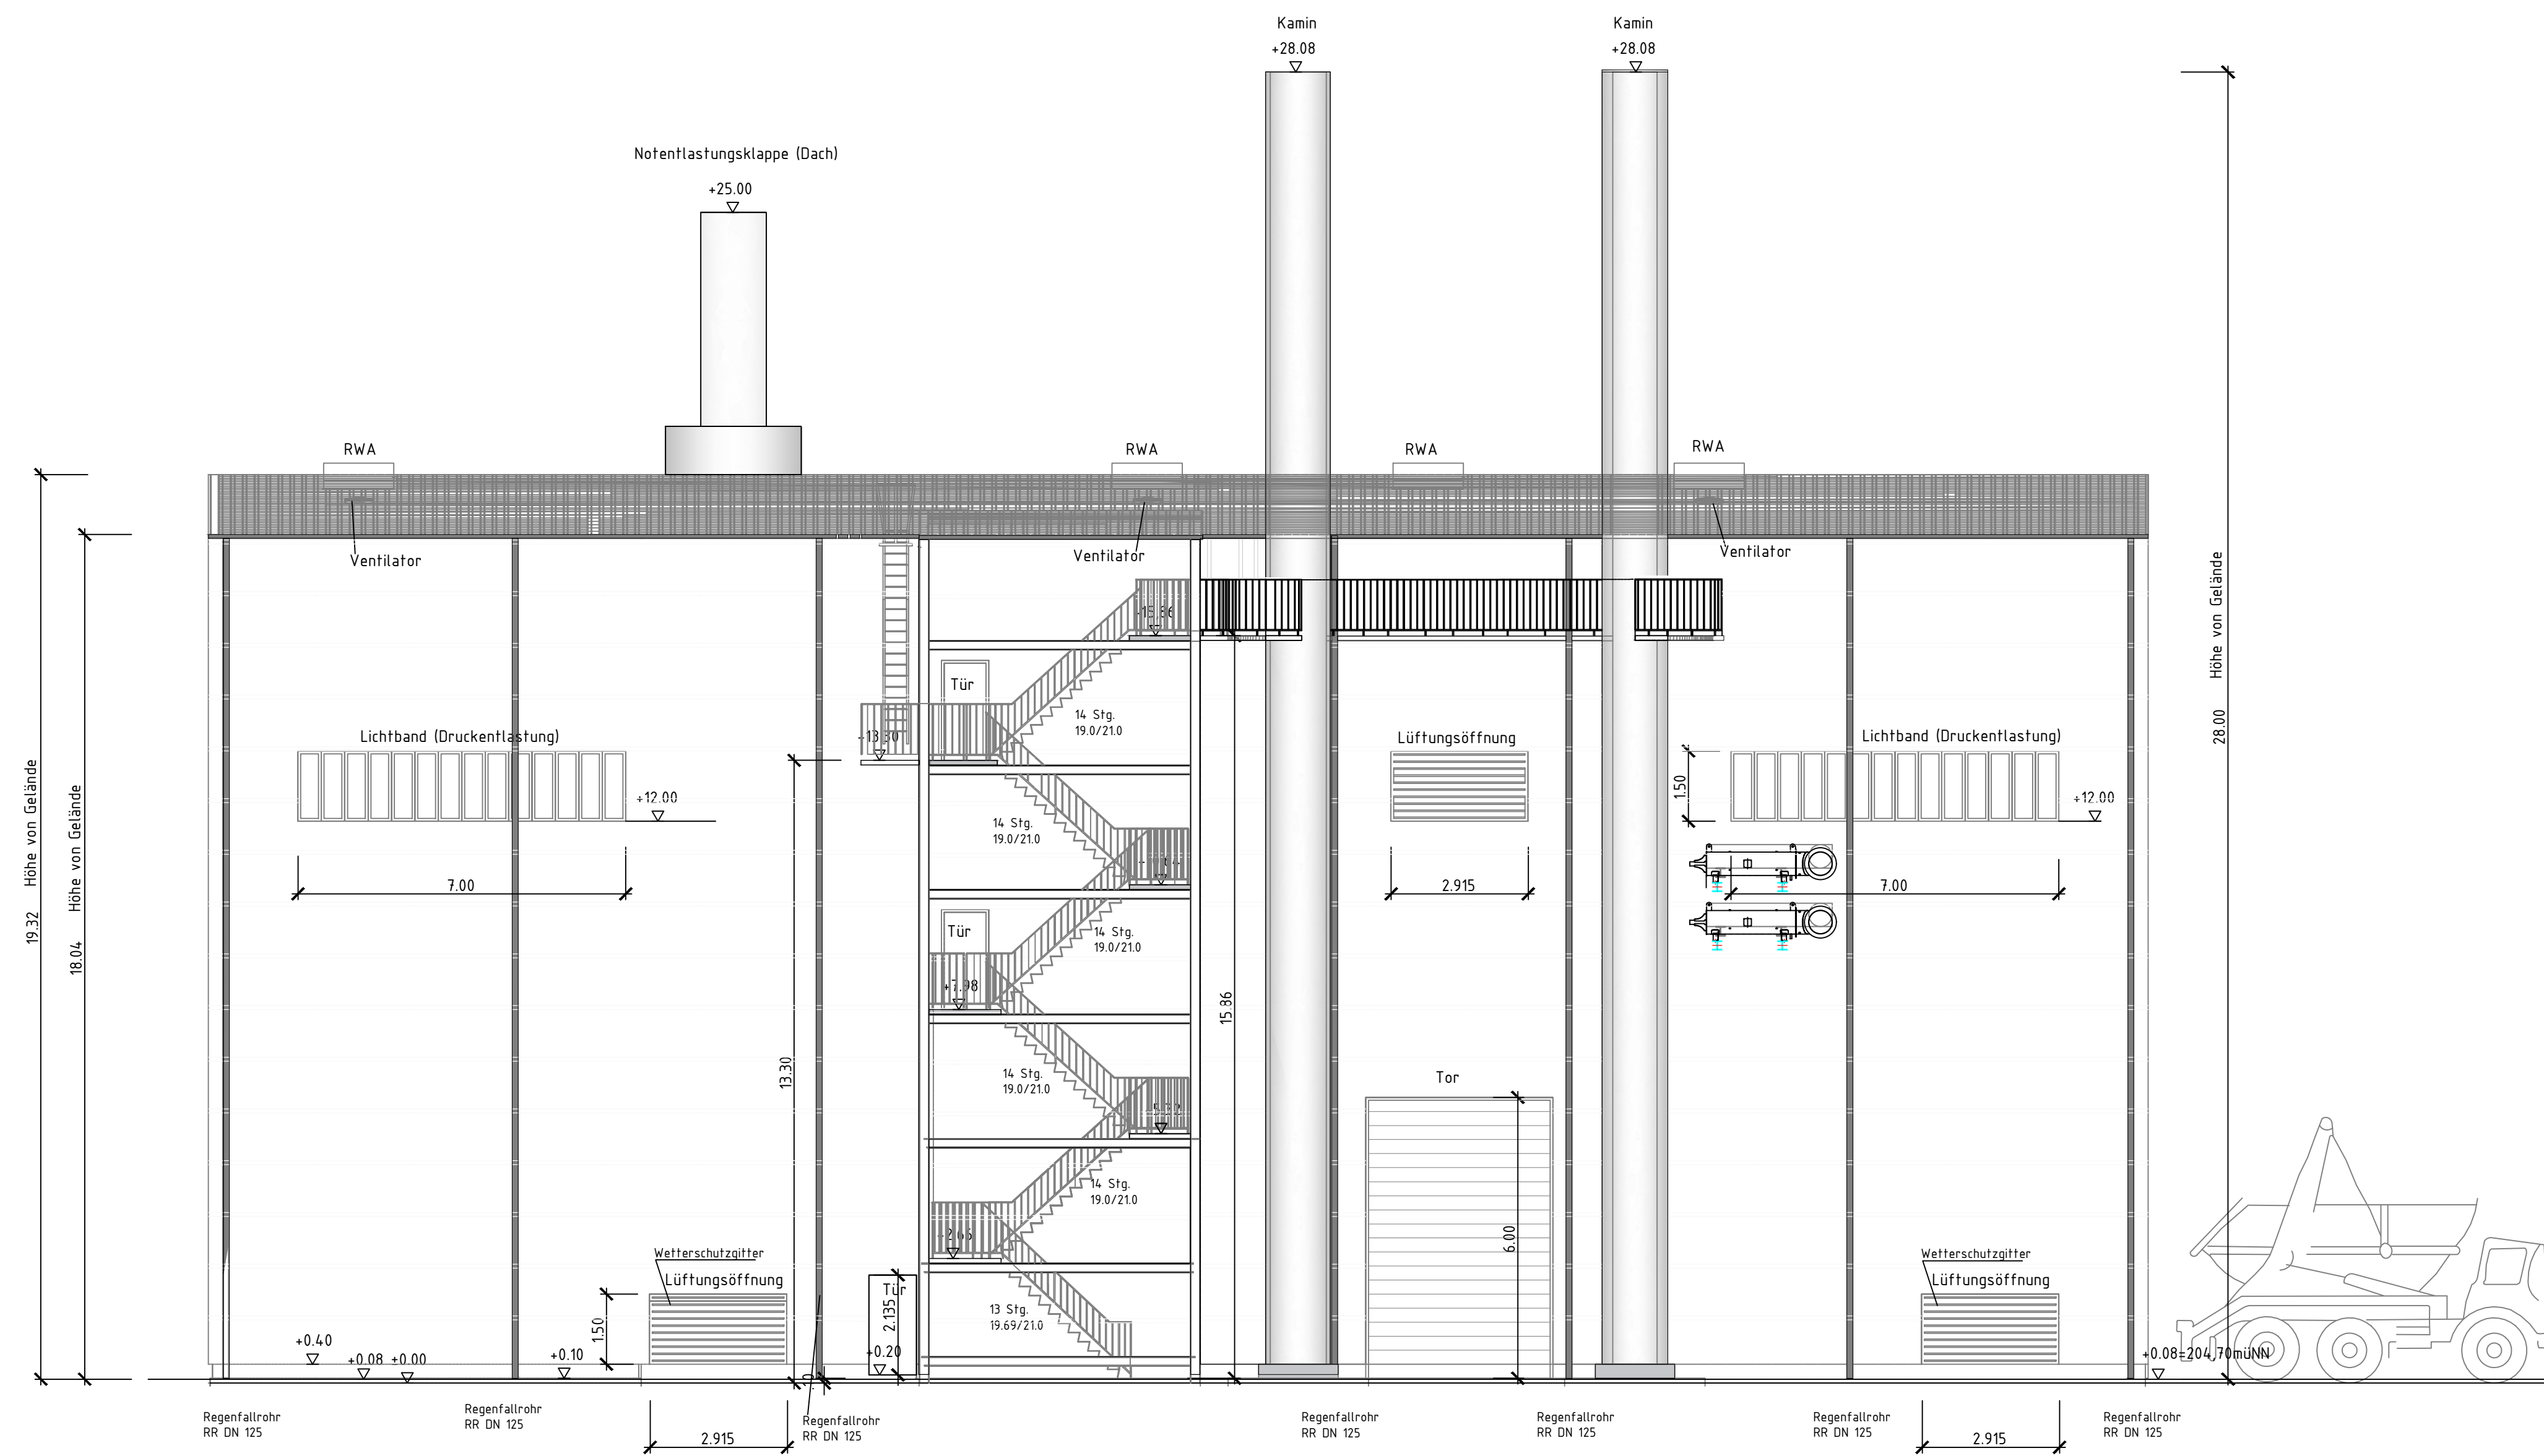 Kamin
+28.08
Kamin
+28.08
Notentlastungsklappe (Dach)
+25.00
RWA
RWA
RWA
RWA
Ventilator
Ventilator
Ventilator
19.32 Höhe von Gelände
18.04 Höhe von Gelände
28.00 Höhe von Gelände
Tür
14 Stg.
19.0/21.0
Lichtband (Druckentlastung)
+12.00
7.00
Lüftungsöffnung
2.915
Lichtband (Druckentlastung)
1.50
+12.00
7.00
14 Stg.
19.0/21.0
Tür
14 Stg.
19.0/21.0
+7.98
15.86
13.30
14 Stg.
19.0/21.0
Tor
6.00
14 Stg.
19.0/21.0
Wetterschutzgitter
Lüftungsöffnung
1.50
Tür
2.135
+0.20
13 Stg.
19.69/21.0
Wetterschutzgitter
Lüftungsöffnung
+0.40
+0.08
+0.00
+0.10
+0.08=204,70müNN
Regenfallrohr
RR DN 125
Regenfallrohr
RR DN 125
2.915
Regenfallrohr
RR DN 125
Regenfallrohr
RR DN 125
Regenfallrohr
RR DN 125
Regenfallrohr
RR DN 125
2.915
Regenfallrohr
RR DN 125